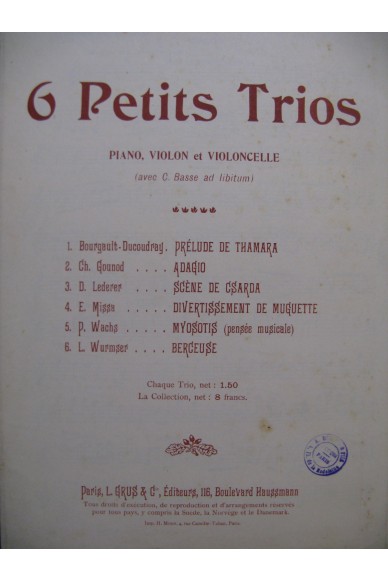 6 Petits Trios
PIANO, VIOLON et VIOLONCELLE
(avec C. Basse ad libitum)
1. Bourgault-Ducoudray. PRÉLUDE DE THAMARA
2. Ch. Gounod .... ADAGIO
3. D. Lederer .... SCÈNE DE CSARDA
4. E. Missa ..... DIVERTISSEMENT DE MUGUETTE
5. P. Wachs ..... MYOSOTIS (pensée musicale)
6. L. Wurmser .... BERCEUSE
Chaque Trio, net : 1.50
La Collection, net : 8 francs.
Paris, L. GRUS & Cie, Éditeurs, 116, Boulevard Haussmann
Tous droits d'exécution, de reproduction et d'arrangements réservés
pour tous pays, y compris la Suède, la Norvège et le Danemark.
Paris.